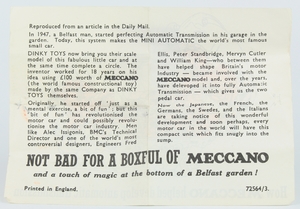 Reproduced from an article in the Daily Mail.
In 1947, a Belfast man, started perfecting Automatic Transmission in his garage in the
garden. Today, this system makes the MINI AUTOMATIC the world's most famous
small car.
DINKY TOYS now bring you their scale
model of this fabulous little car and at
the same time complete a circle. The
inventor worked for 18 years on his
idea using £100 worth of MECCANO
(the world famous constructional toy)
made by the same Company as DINKY
TOYS themselves.
Originally he started off 'just as a
mental exercise, a bit of fun'; but this
'bit of fun' has revolutionised the
motor car and could possibly revolu-
tionise the motor car industry. Men
like Alec Issigonis, BMC's Technical
Director and one of the world's most
controversial designers, Engineers Fred
Ellis, Peter Standbridge, Mervyn Cutler
and William King—who between them
have helped shape Britain's motor
Industry — became involved with the
MECCANO model and, over the years,
have delevoped it into fully Automatic
Transmission — which gives us the two
pedal car.
Now the Japanese, the French, the
Germans, the Swedes, and the Italians
are taking notice of this wonderful
development and soon perhaps, every
motor car in the world will have this
compact unit which fits snugly into the
sump.
NOT BAD FOR A BOXFUL OF MECCANO
and a touch of magic at the bottom of a Belfast garden!
Printed in England.
72564/3.